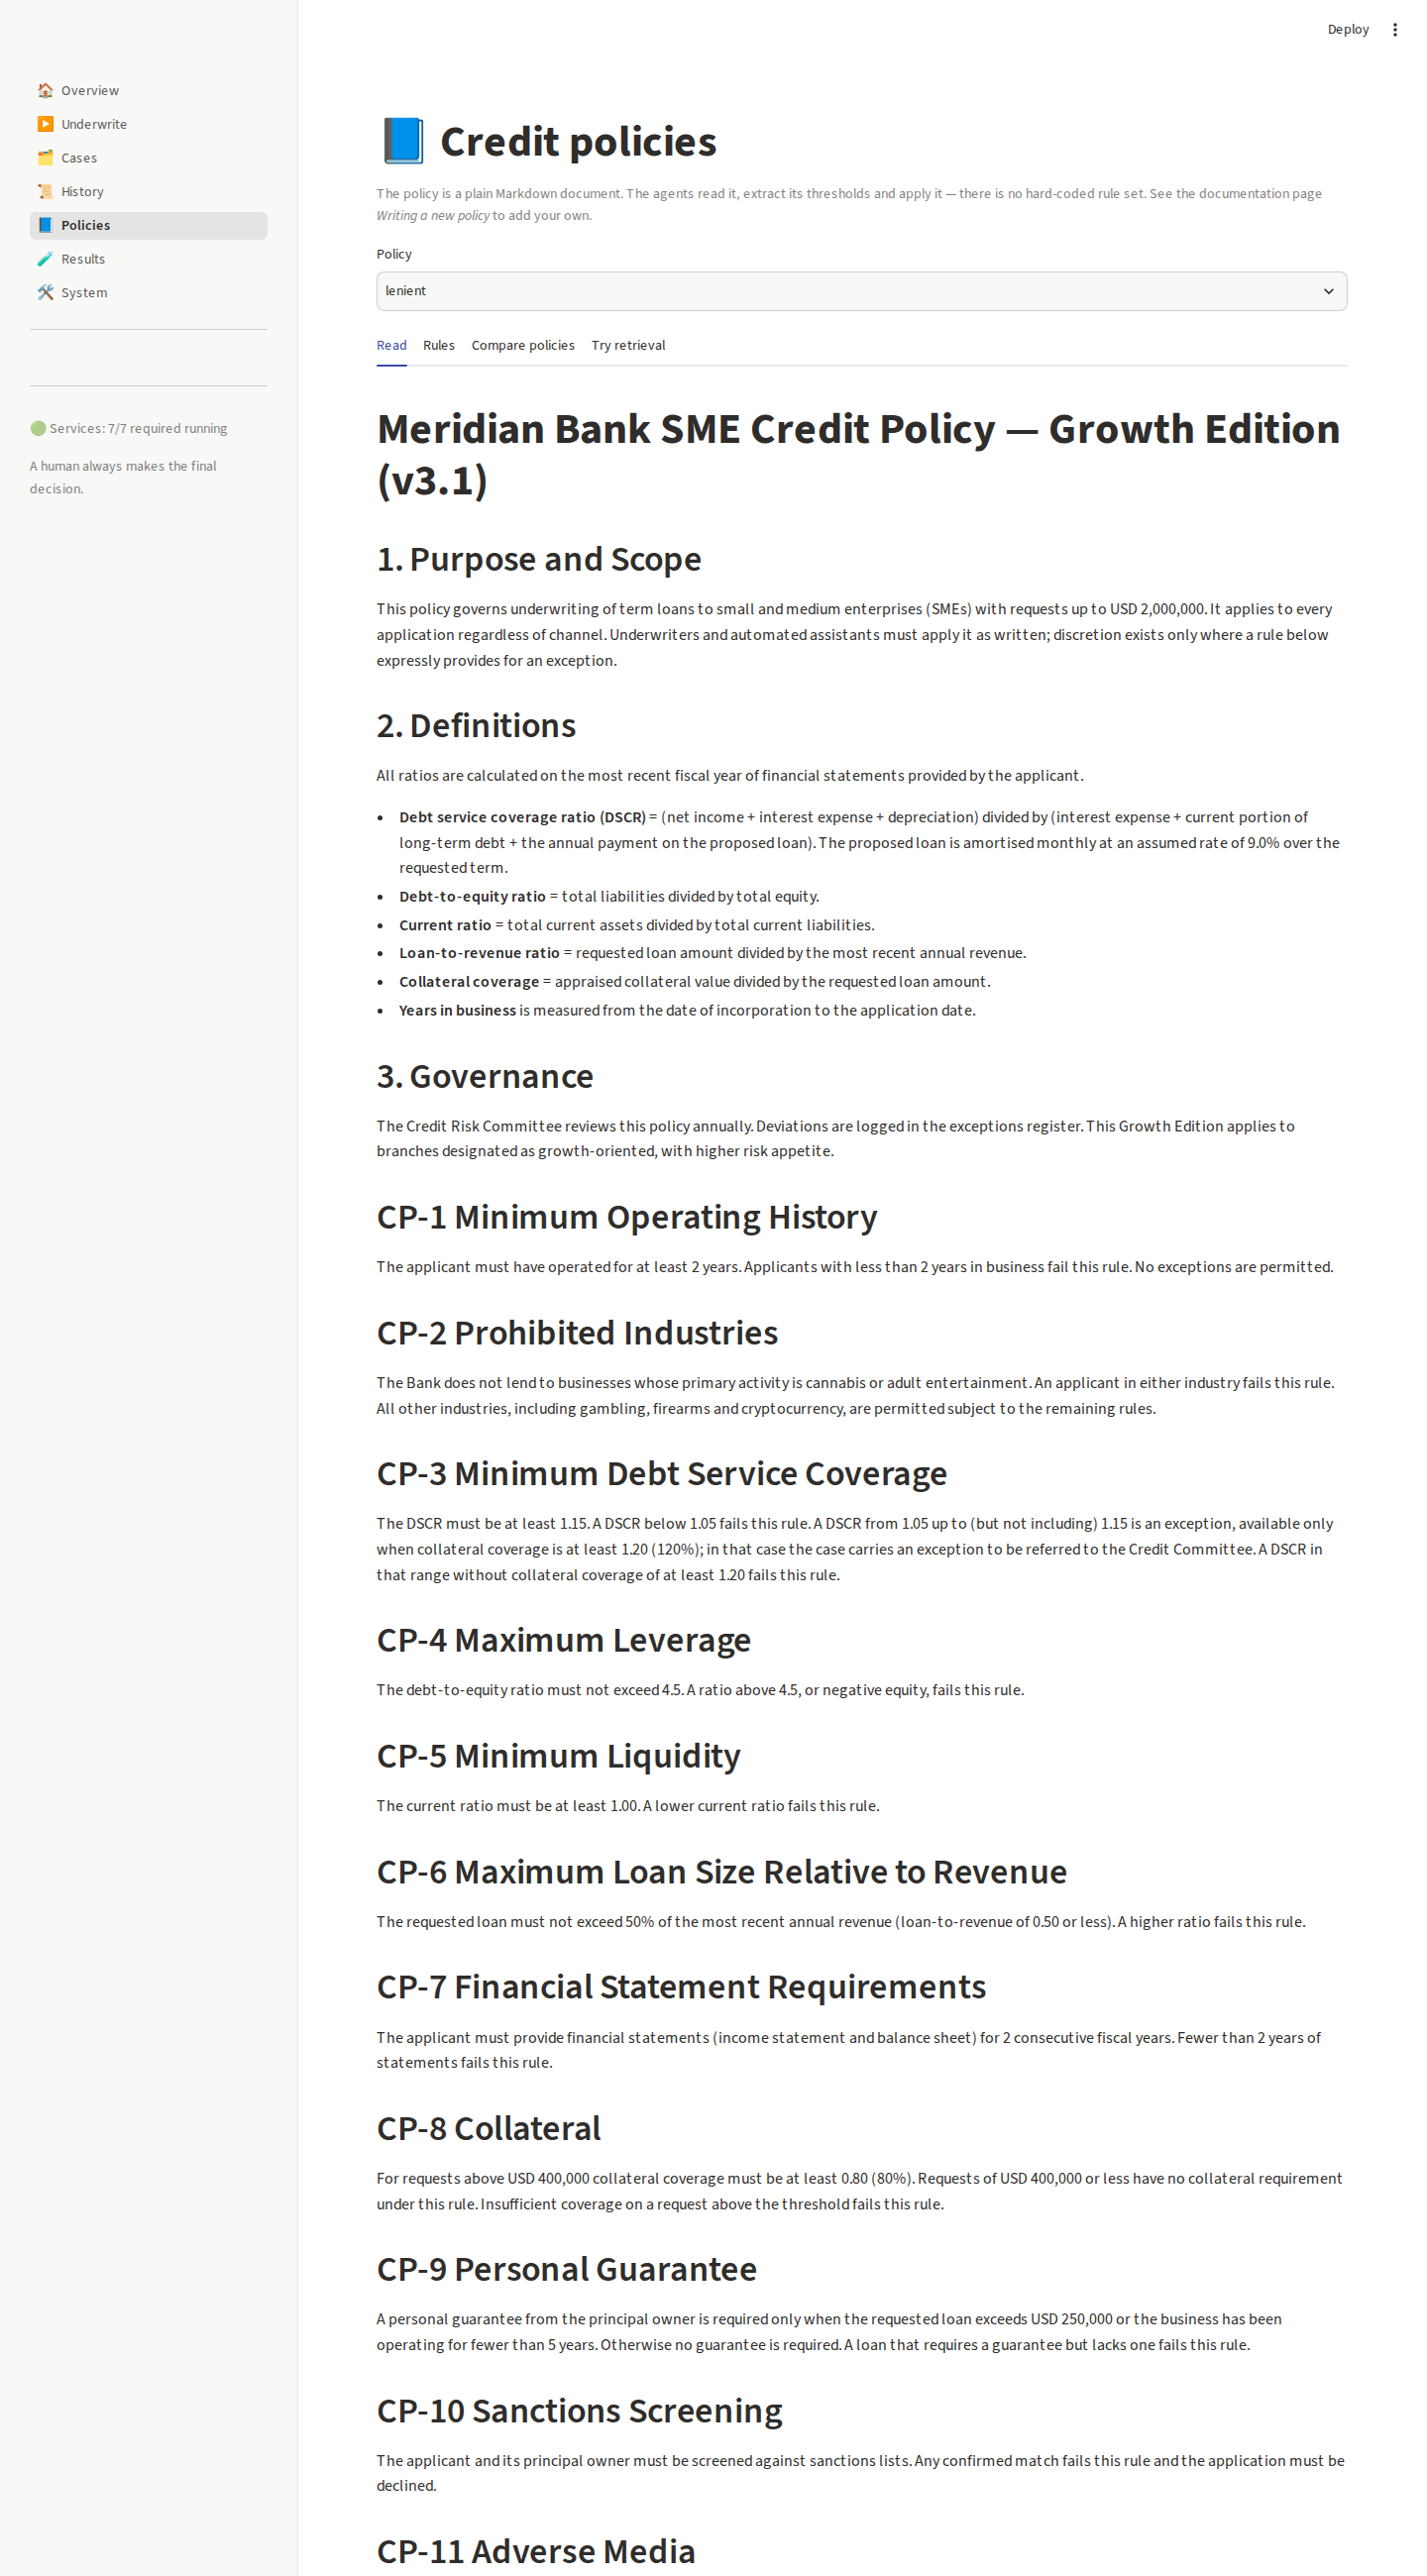 Deploy
Overview
Underwrite
Cases
History
Policies
Results
System
Services: 7/7 required running
A human always makes the final
decision.
Credit policies
The policy is a plain Markdown document. The agents read it, extract its thresholds and apply it — there is no hard-coded rule set. See the documentation page
Writing a new policy to add your own.
Policy
lenient
Read Rules Compare policies Try retrieval
Meridian Bank SME Credit Policy — Growth Edition
(v3.1)
1. Purpose and Scope
This policy governs underwriting of term loans to small and medium enterprises (SMEs) with requests up to USD 2,000,000. It applies to every
application regardless of channel. Underwriters and automated assistants must apply it as written; discretion exists only where a rule below
expressly provides for an exception.
2. Definitions
All ratios are calculated on the most recent fiscal year of financial statements provided by the applicant.
• Debt service coverage ratio (DSCR) = (net income + interest expense + depreciation) divided by (interest expense + current portion of
long-term debt + the annual payment on the proposed loan). The proposed loan is amortised monthly at an assumed rate of 9.0% over the
requested term.
• Debt-to-equity ratio = total liabilities divided by total equity.
• Current ratio = total current assets divided by total current liabilities.
• Loan-to-revenue ratio = requested loan amount divided by the most recent annual revenue.
• Collateral coverage = appraised collateral value divided by the requested loan amount.
• Years in business is measured from the date of incorporation to the application date.
3. Governance
The Credit Risk Committee reviews this policy annually. Deviations are logged in the exceptions register. This Growth Edition applies to
branches designated as growth-oriented, with higher risk appetite.
CP-1 Minimum Operating History
The applicant must have operated for at least 2 years. Applicants with less than 2 years in business fail this rule. No exceptions are permitted.
CP-2 Prohibited Industries
The Bank does not lend to businesses whose primary activity is cannabis or adult entertainment. An applicant in either industry fails this rule.
All other industries, including gambling, firearms and cryptocurrency, are permitted subject to the remaining rules.
CP-3 Minimum Debt Service Coverage
The DSCR must be at least 1.15. A DSCR below 1.05 fails this rule. A DSCR from 1.05 up to (but not including) 1.15 is an exception, available only
when collateral coverage is at least 1.20 (120%); in that case the case carries an exception to be referred to the Credit Committee. A DSCR in
that range without collateral coverage of at least 1.20 fails this rule.
CP-4 Maximum Leverage
The debt-to-equity ratio must not exceed 4.5. A ratio above 4.5, or negative equity, fails this rule.
CP-5 Minimum Liquidity
The current ratio must be at least 1.00. A lower current ratio fails this rule.
CP-6 Maximum Loan Size Relative to Revenue
The requested loan must not exceed 50% of the most recent annual revenue (loan-to-revenue of 0.50 or less). A higher ratio fails this rule.
CP-7 Financial Statement Requirements
The applicant must provide financial statements (income statement and balance sheet) for 2 consecutive fiscal years. Fewer than 2 years of
statements fails this rule.
CP-8 Collateral
For requests above USD 400,000 collateral coverage must be at least 0.80 (80%). Requests of USD 400,000 or less have no collateral requirement
under this rule. Insufficient coverage on a request above the threshold fails this rule.
CP-9 Personal Guarantee
A personal guarantee from the principal owner is required only when the requested loan exceeds USD 250,000 or the business has been
operating for fewer than 5 years. Otherwise no guarantee is required. A loan that requires a guarantee but lacks one fails this rule.
CP-10 Sanctions Screening
The applicant and its principal owner must be screened against sanctions lists. Any confirmed match fails this rule and the application must be
declined.
CP-11 Adverse Media